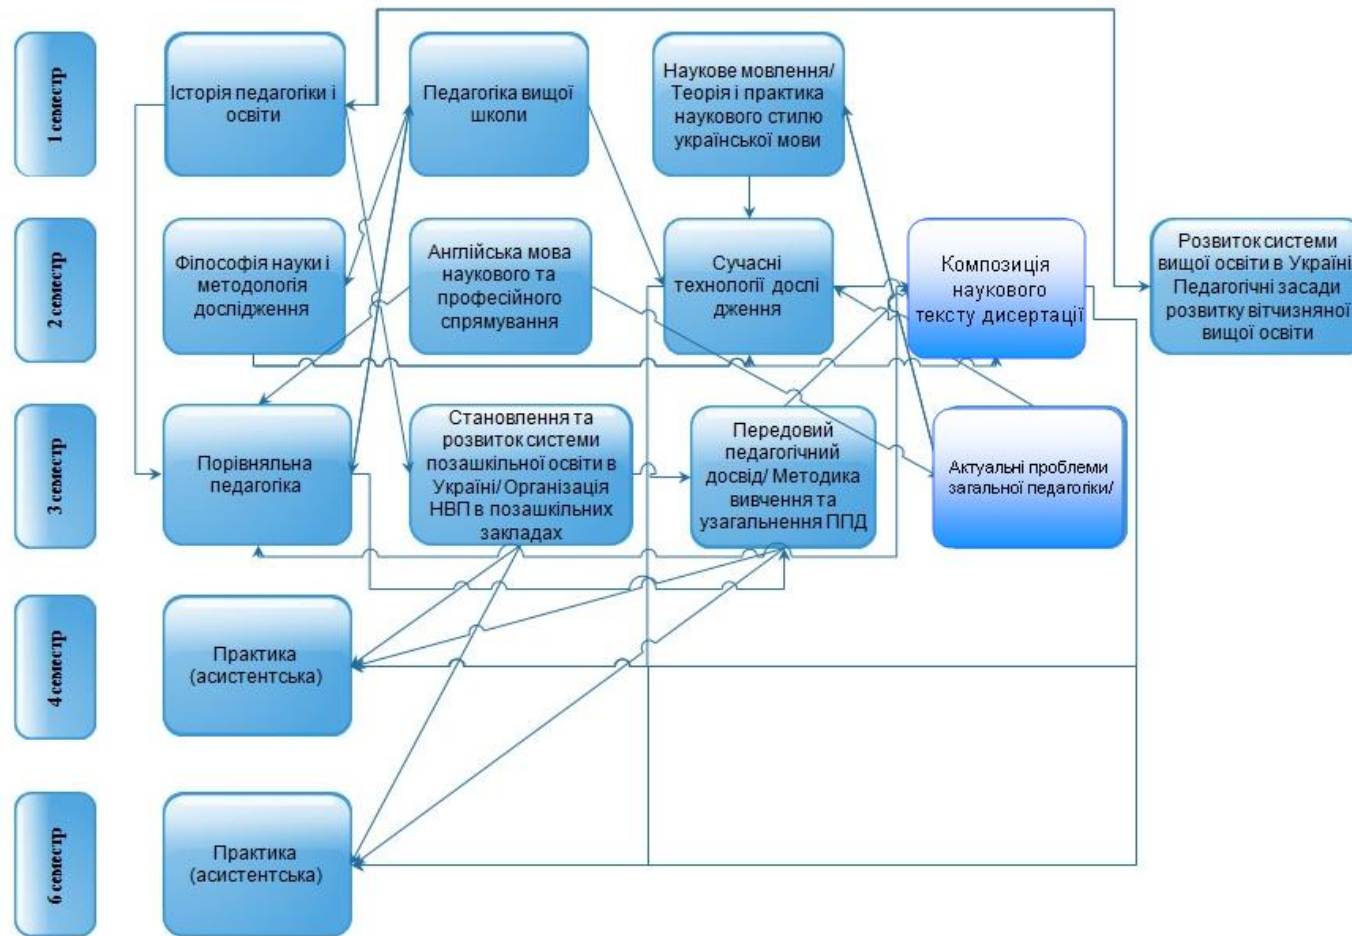 1 семестр
Історія педагогіки і
освіти
Педагогіка вищої
школи
Наукове мовлення/
Теорія і практика
наукового стилю
української мови
2 семестр
Філософія науки і
методологія
дослідження
Англійська мова
наукового та
професійного
спрямування
Сучасні
технології дослі
дження
Композиція
наукового
тексту дисертації
Розвиток системи
вищої освіти в Україні/
Педагогічні засади
розвитку вітчизняної
вищої освіти
3 семестр
Порівняльна
педагогіка
Становлення та
розвиток системи
позашкільної освіти в
Україні/ Організація
НВП в позашкільних
закладах
Передовий
педагогічний
досвід/ Методика
вивчення та
узагальнення ППД
Актуальні проблеми
загальної педагогіки/
4 семестр
Практика
(асистентська)
6 семестр
Практика
(асистентська)